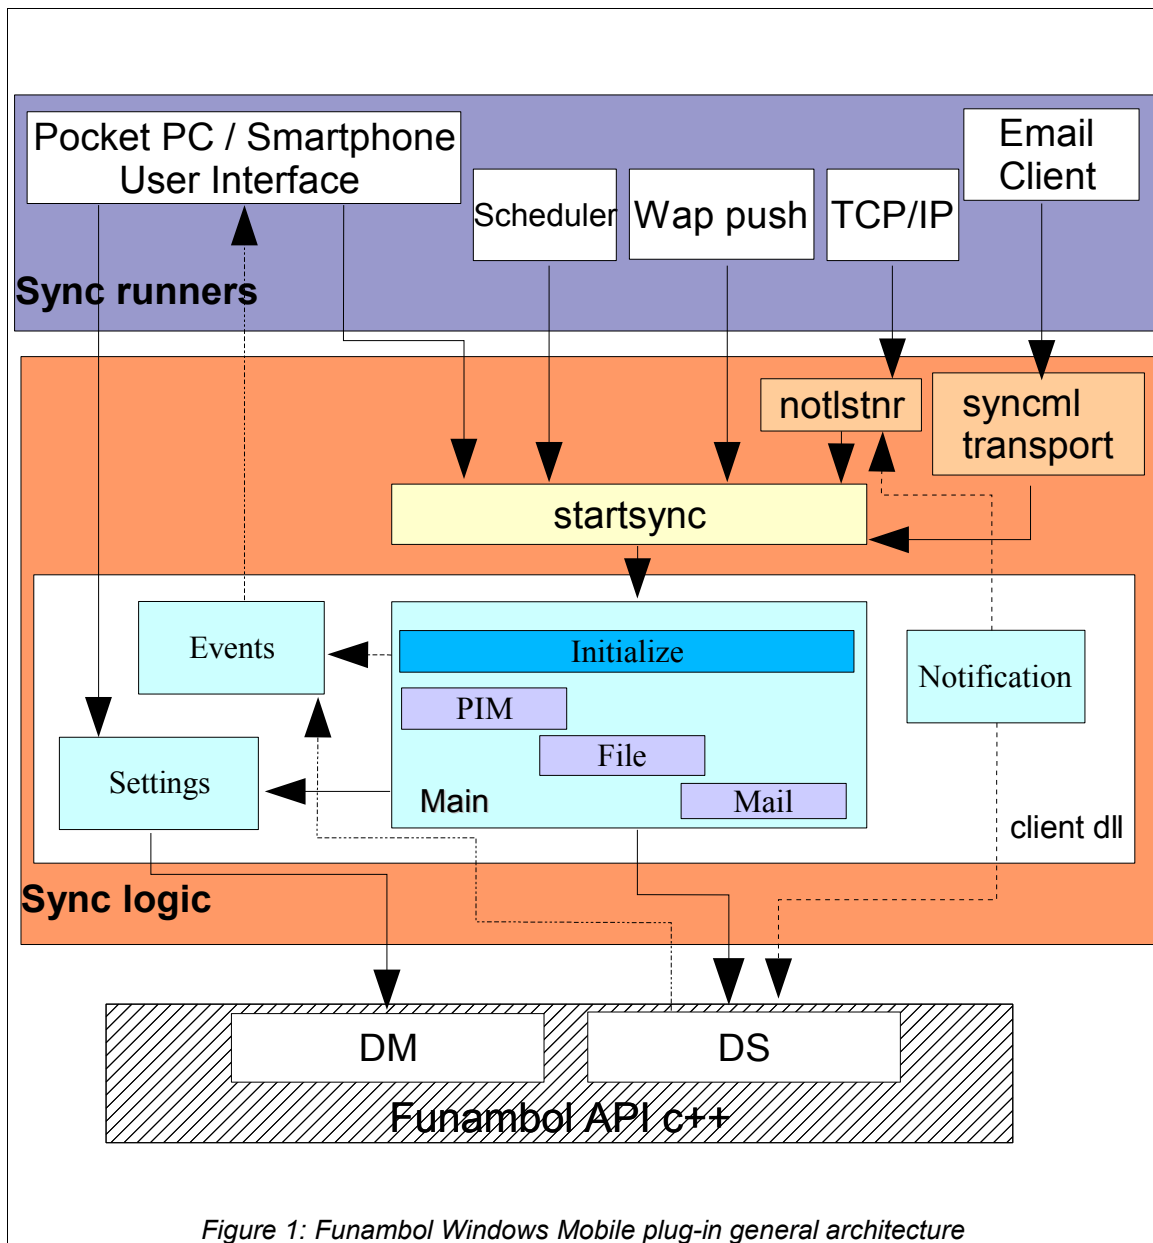 Pocket PC / Smartphone
User Interface
Scheduler
Wap push
TCP/IP
Email
Client
Sync runners
notlstnr
syncml
transport
startsync
Events
Initialize
Notification
PIM
File
Settings
Main
Mail
client dll
Sync logic
DM
DS
Funambol API c++
Figure 1: Funambol Windows Mobile plug-in general architecture